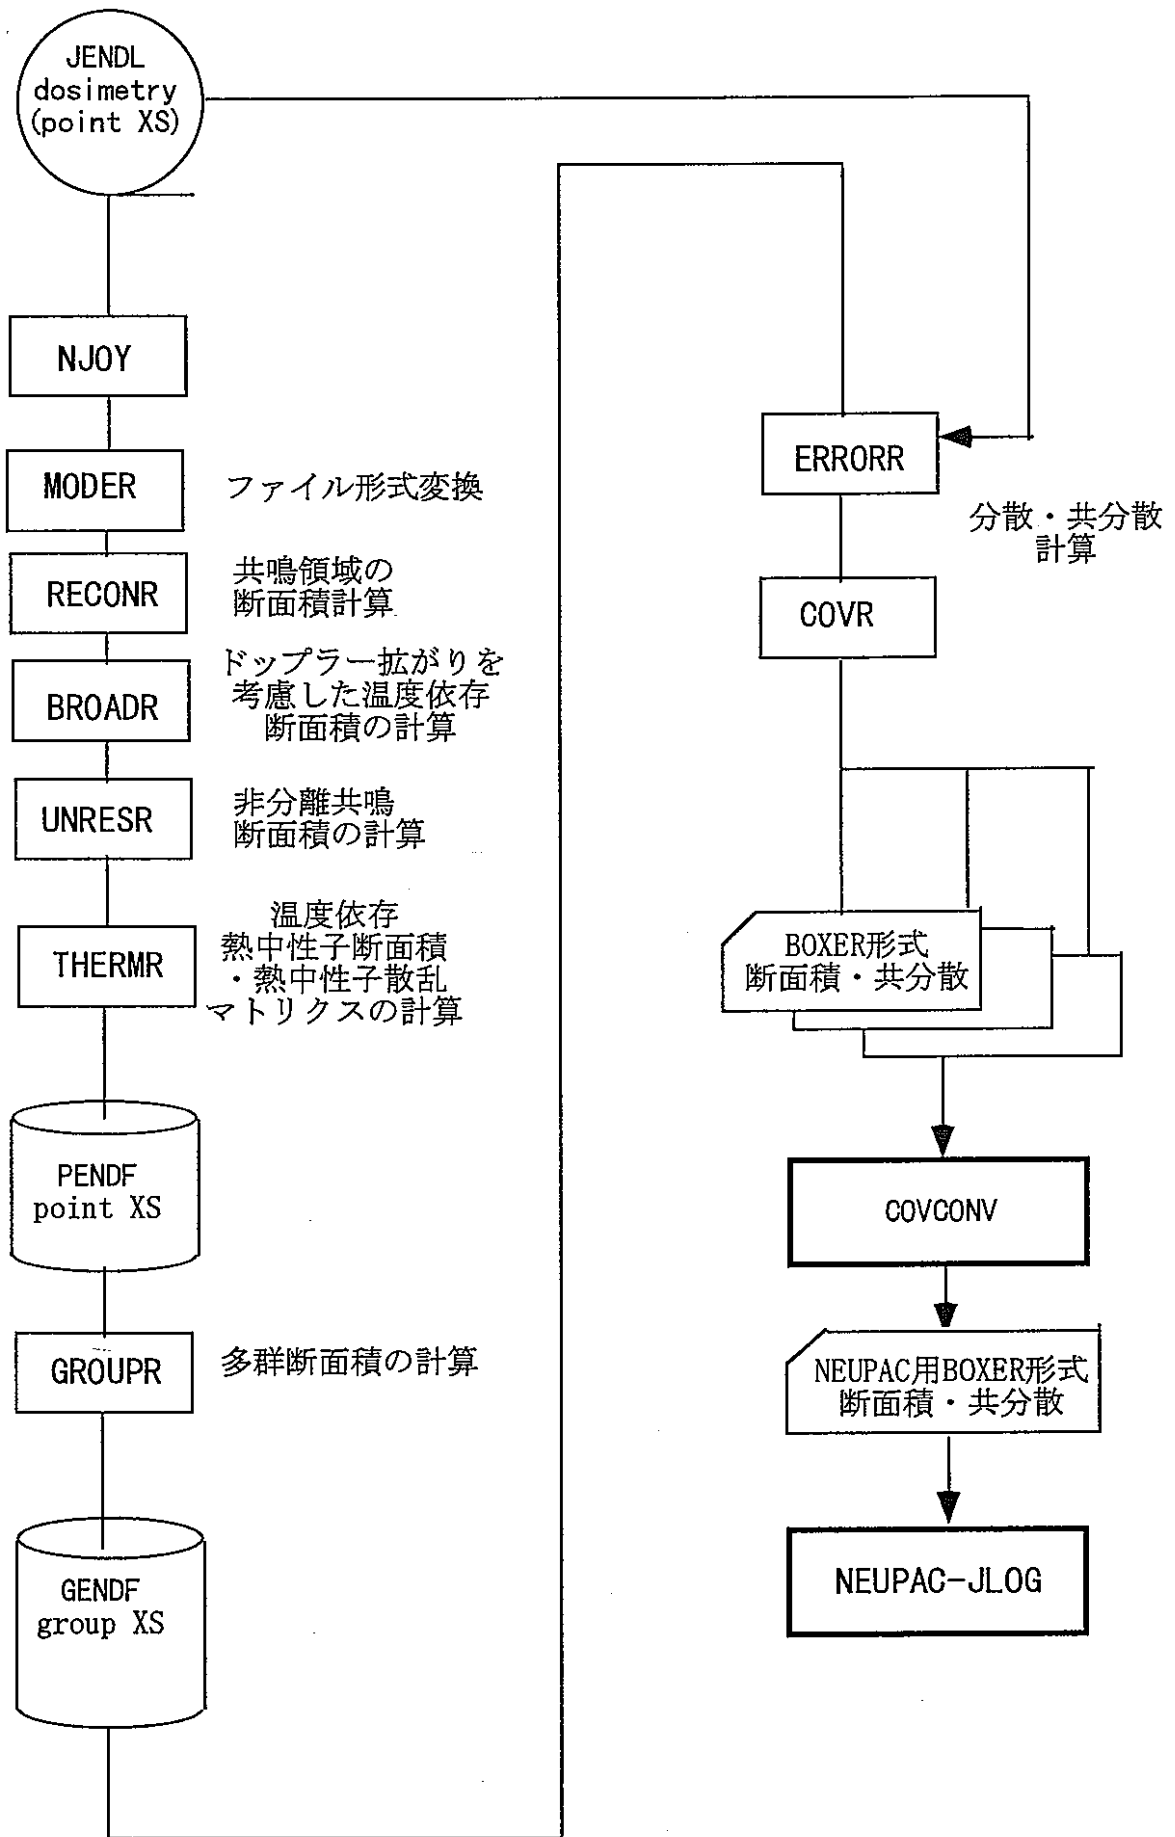 JENDL
dosimetry
(point XS)
NJOY
MODER
ファイル形式変換
RECONR
共鳴領域の
断面積計算
BROADR
ドップラー拡がりを
考慮した温度依存
断面積の計算
UNRESR
非分離共鳴
断面積の計算
THERMR
温度依存
熱中性子断面積
・熱中性子散乱
マトリクスの計算
PENDF
point XS
GROUPR
多群断面積の計算
GENDF
group XS
ERRORR
分散・共分散
計算
COVR
BOXER形式
断面積・共分散
COVCONV
NEUPAC用BOXER形式
断面積・共分散
NEUPAC-JLOG